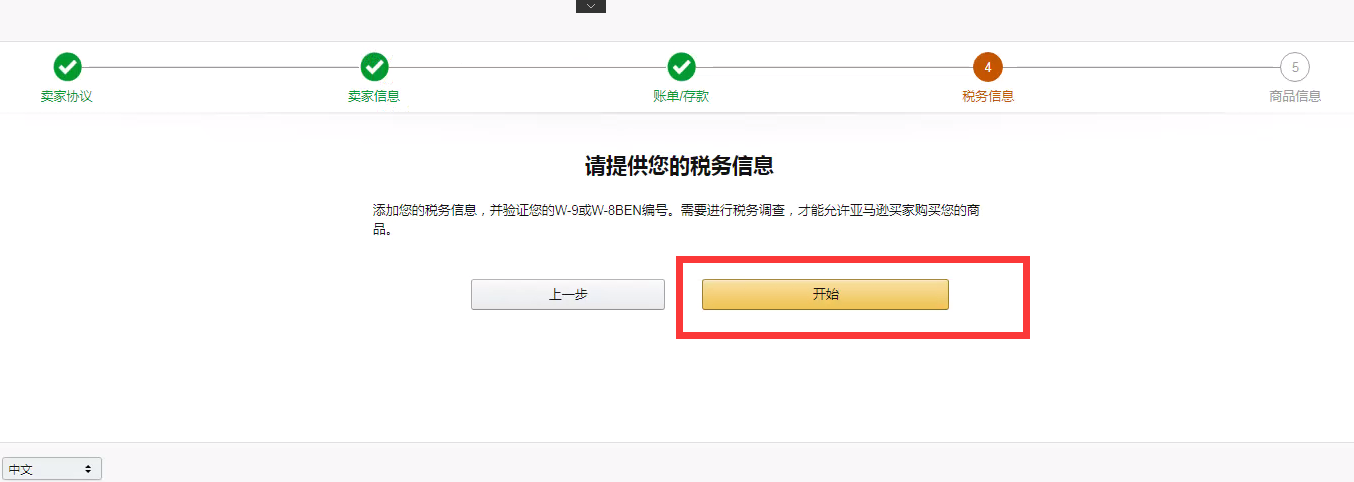 4
5
卖家协议
卖家信息
账单/存款
税务信息
商品信息
请提供您的税务信息
添加您的税务信息，并验证您的W-9或W-8BEN编号。需要进行税务调查，才能允许亚马逊买家购买您的商
品。
上一步
开始
中文